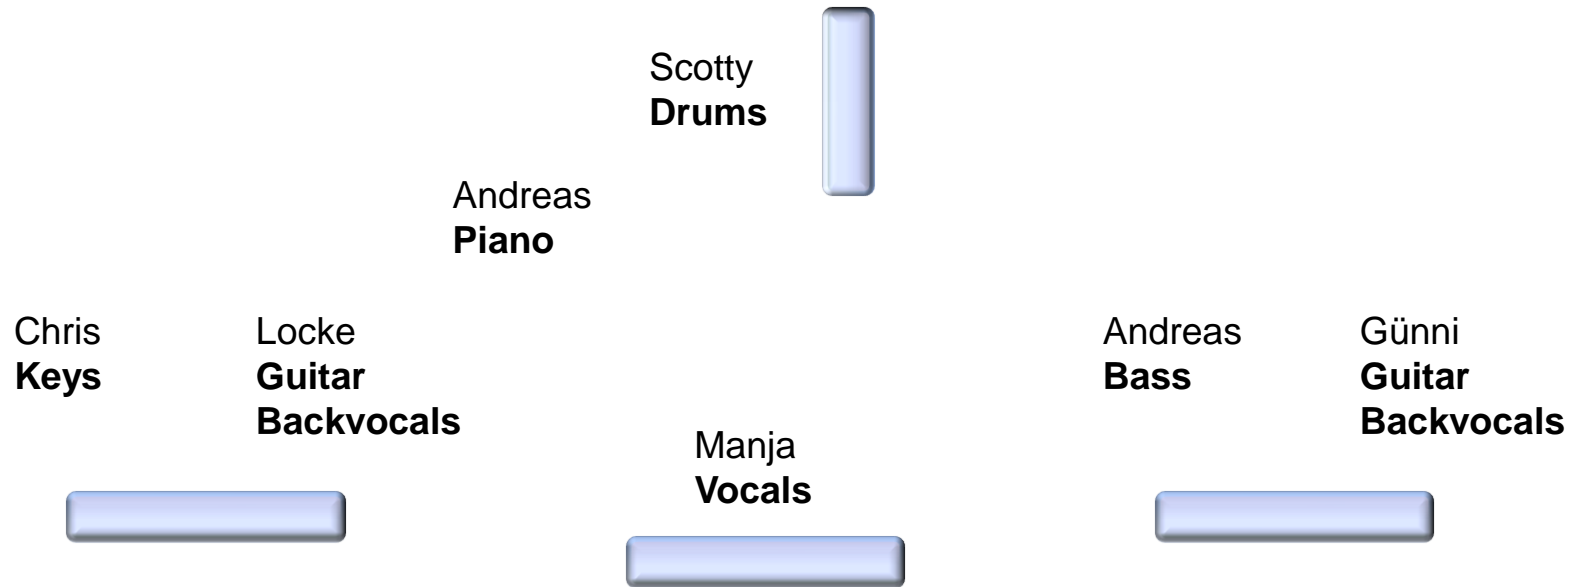 Scotty
Drums
Andreas
Piano
Chris
Keys
Locke
Guitar
Backvocals
Manja
Vocals
Andreas
Bass
Günni
Guitar
Backvocals